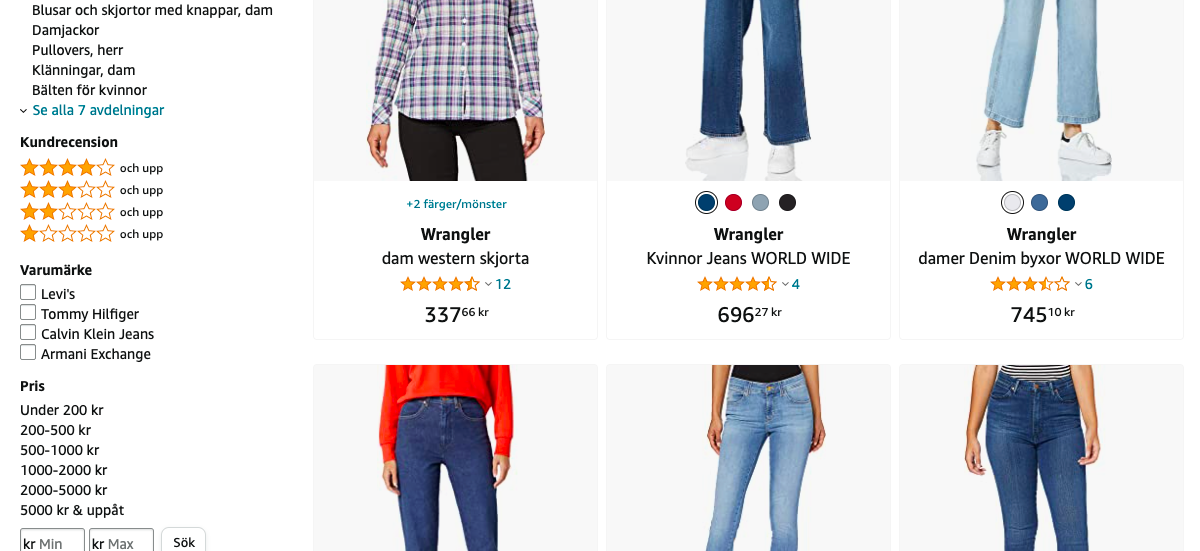 Blusar och skjortor med knappar, dam
Damjackor
Pullovers, herr
Klänningar, dam
Bälten för kvinnor
Se alla 7 avdelningar
Kundrecension
och upp
och upp
och upp
och upp
Varumärke
Levi's
Tommy Hilfiger
Calvin Klein Jeans
Armani Exchange
Pris
Under 200 kr
200-500 kr
500-1000 kr
1000-2000 kr
2000-5000 kr
5000 kr & uppåt
kr Min kr Max Sök
+2 färger/mönster
Wrangler
dam western skjorta
12
337 66 kr
Wrangler
Kvinnor Jeans WORLD WIDE
4
696 27 kr
Wrangler
damer Denim byxor WORLD WIDE
6
745 10 kr